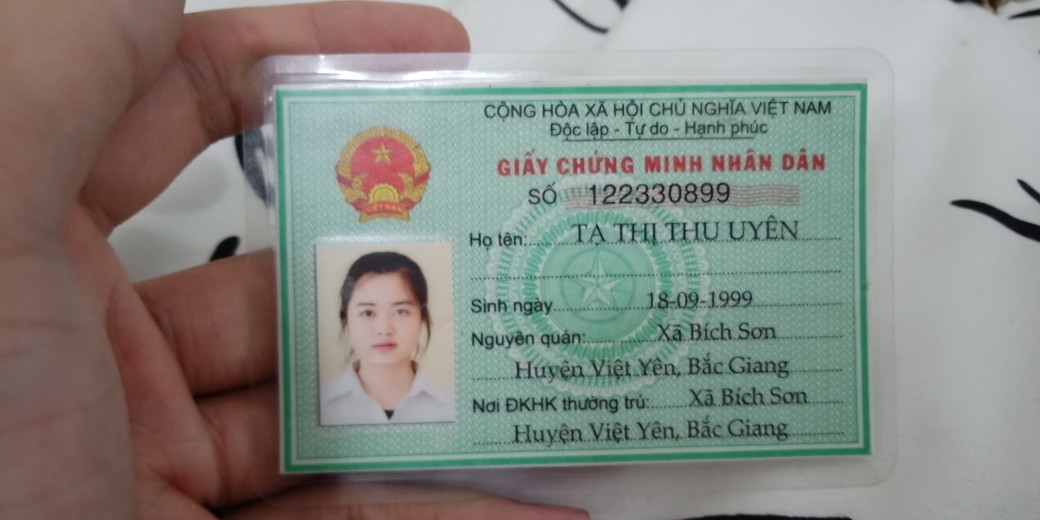 CỘNG HÒA XÃ HỘI CHỦ NGHĨA VIỆT NAM
Độc lập - Tự do - Hạnh phúc
GIẤY CHỨNG MINH NHÂN DÂN
SỐ 122330899
Họ tên: TẠ THỊ THU UYÊN
Sinh ngày 18-09-1999
Nguyên quán: Xã Bích Sơn
Huyện Việt Yên, Bắc Giang
Nơi ĐKHK thường trú: Xã Bích Sơn
Huyện Việt Yên, Bắc Giang
VIỆT NAM